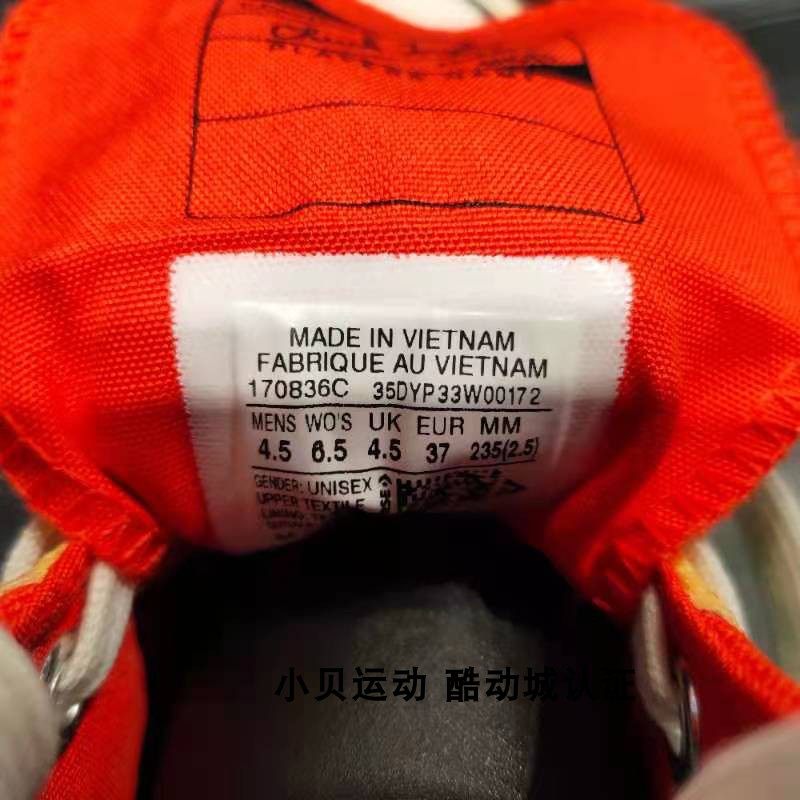 MADE IN VIETNAM
FABRIQUE AU VIETNAM
170836C 35DYP33W00172
MENS WO'S UK EUR MM
4.5 6.5 4.5 37 235(2.5)
GENDER: UNISEX
UPPER TEXTILE
小贝运动 酷动城认证